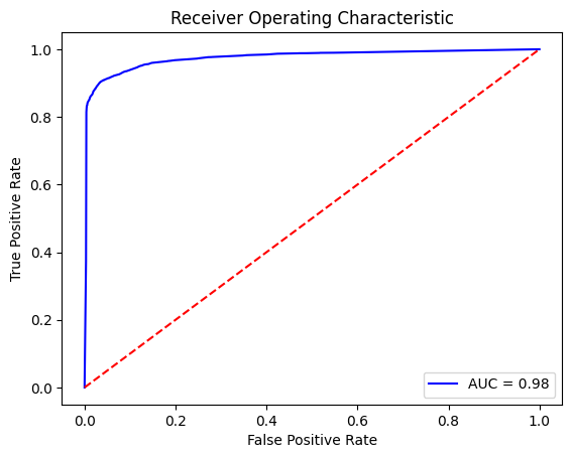 Receiver Operating Characteristic
True Positive Rate
1.0
0.8
0.6
0.4
0.2
0.0
AUC = 0.98
0.0 0.2 0.4 0.6 0.8 1.0
False Positive Rate